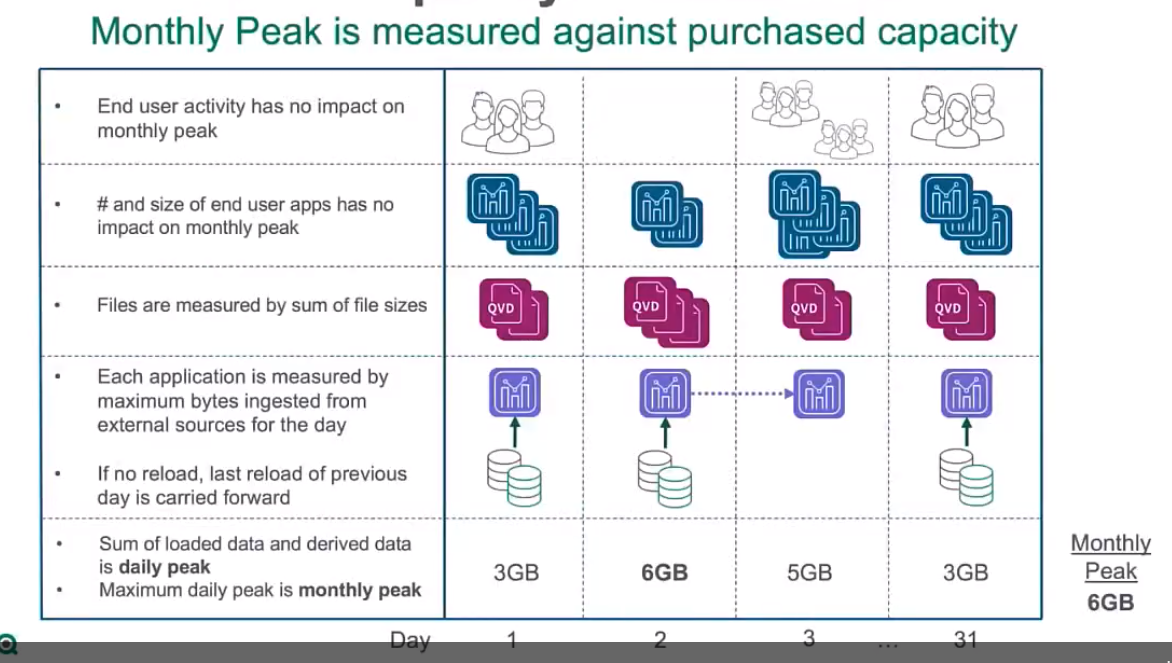 Monthly Peak is measured against purchased capacity
• End user activity has no impact on
monthly peak
• # and size of end user apps has no
impact on monthly peak
• Files are measured by sum of file sizes
QVD
QVD
QVD
QVD
• Each application is measured by
maximum bytes ingested from
external sources for the day
• If no reload, last reload of previous
day is carried forward
• Sum of loaded data and derived data
is daily peak
• Maximum daily peak is monthly peak
3GB
6GB
5GB
3GB
Monthly
Peak
6GB
Day 1 2 3 ... 31